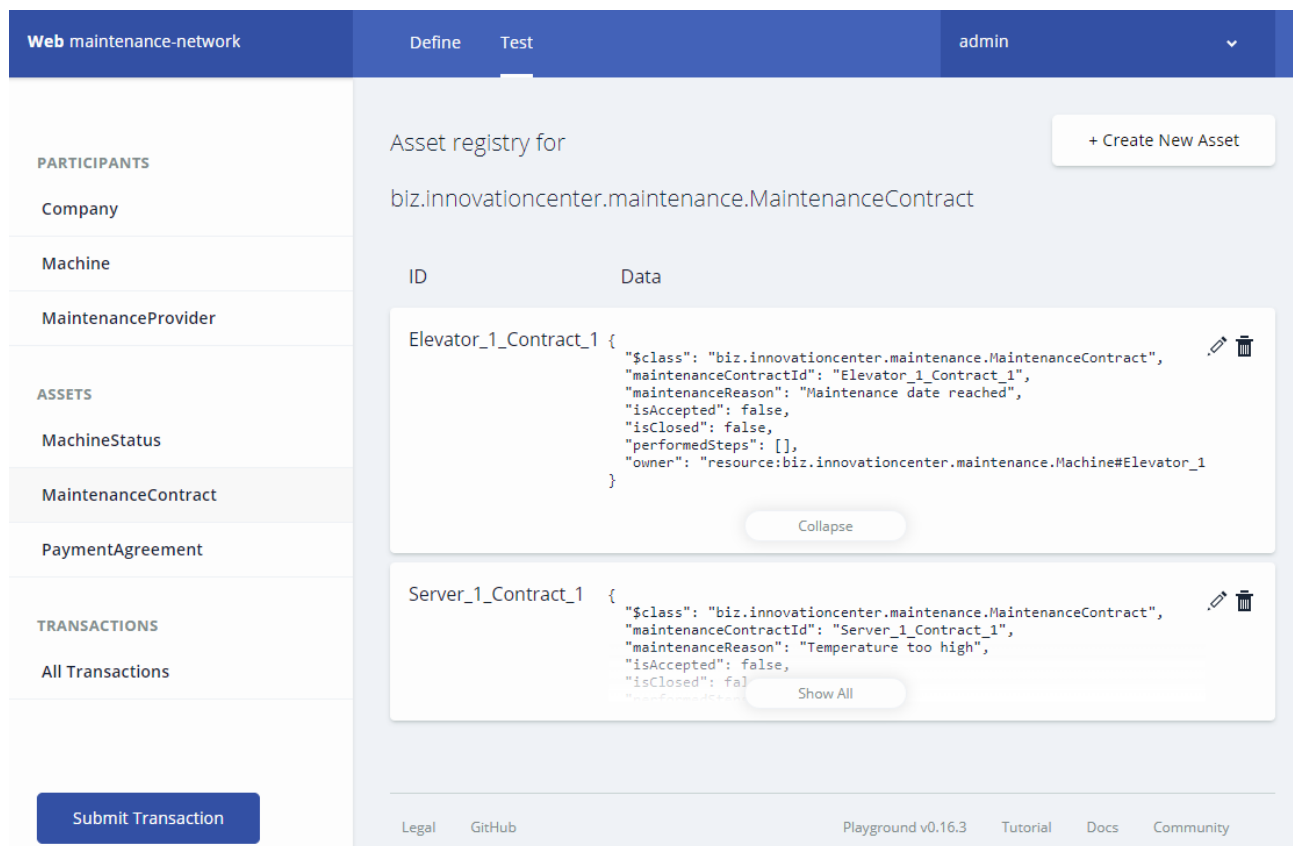 Web maintenance-network
Define
Test
admin
PARTICIPANTS
Company
Machine
MaintenanceProvider
ASSETS
MachineStatus
MaintenanceContract
PaymentAgreement
TRANSACTIONS
All Transactions
Submit Transaction
Asset registry for
+ Create New Asset
biz.innovationcenter.maintenance.MaintenanceContract
ID
Data
Elevator_1_Contract_1
{
"$class": "biz.innovationcenter.maintenance.MaintenanceContract",
"maintenanceContractId": "Elevator_1_Contract_1",
"maintenanceReason": "Maintenance date reached",
"isAccepted": false,
"isClosed": false,
"performedSteps": [],
"owner": "resource:biz.innovationcenter.maintenance.Machine#Elevator_1
}
Collapse
Server_1_Contract_1
{
"$class": "biz.innovationcenter.maintenance.MaintenanceContract",
"maintenanceContractId": "Server_1_Contract_1",
"maintenanceReason": "Temperature too high",
"isAccepted": false,
"isClosed": fal
Show All
Legal
GitHub
Playground v0.16.3
Tutorial
Docs
Community